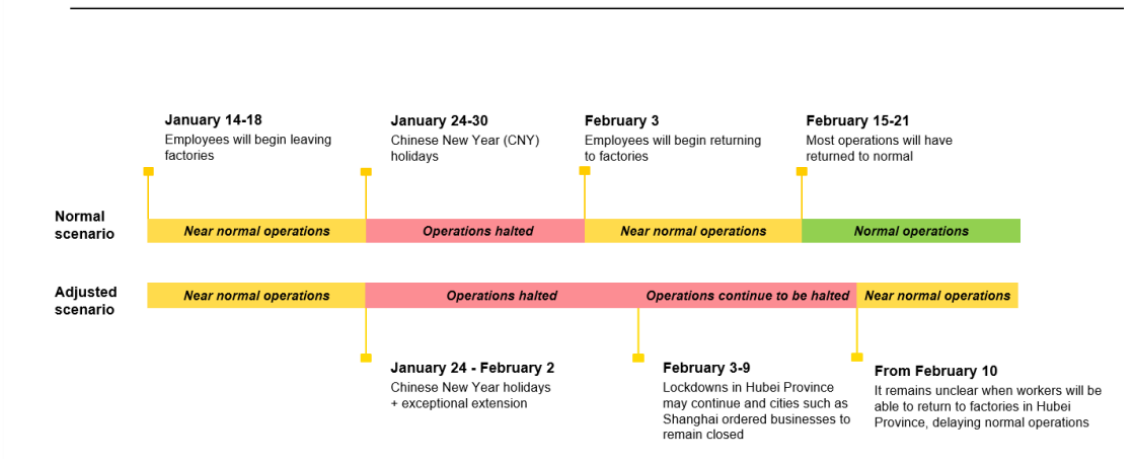 January 14-18
Employees will begin leaving
factories
January 24-30
Chinese New Year (CNY)
holidays
February 3
Employees will begin returning
to factories
February 15-21
Most operations will have
returned to normal
Normal
scenario
Near normal operations
Operations halted
Near normal operations
Normal operations
Adjusted
scenario
Near normal operations
Operations halted
Operations continue to be halted
Near normal operations
January 24 - February 2
Chinese New Year holidays
+ exceptional extension
February 3-9
Lockdowns in Hubei Province
may continue and cities such as
Shanghai ordered businesses to
remain closed
From February 10
It remains unclear when workers will be
able to return to factories in Hubei
Province, delaying normal operations